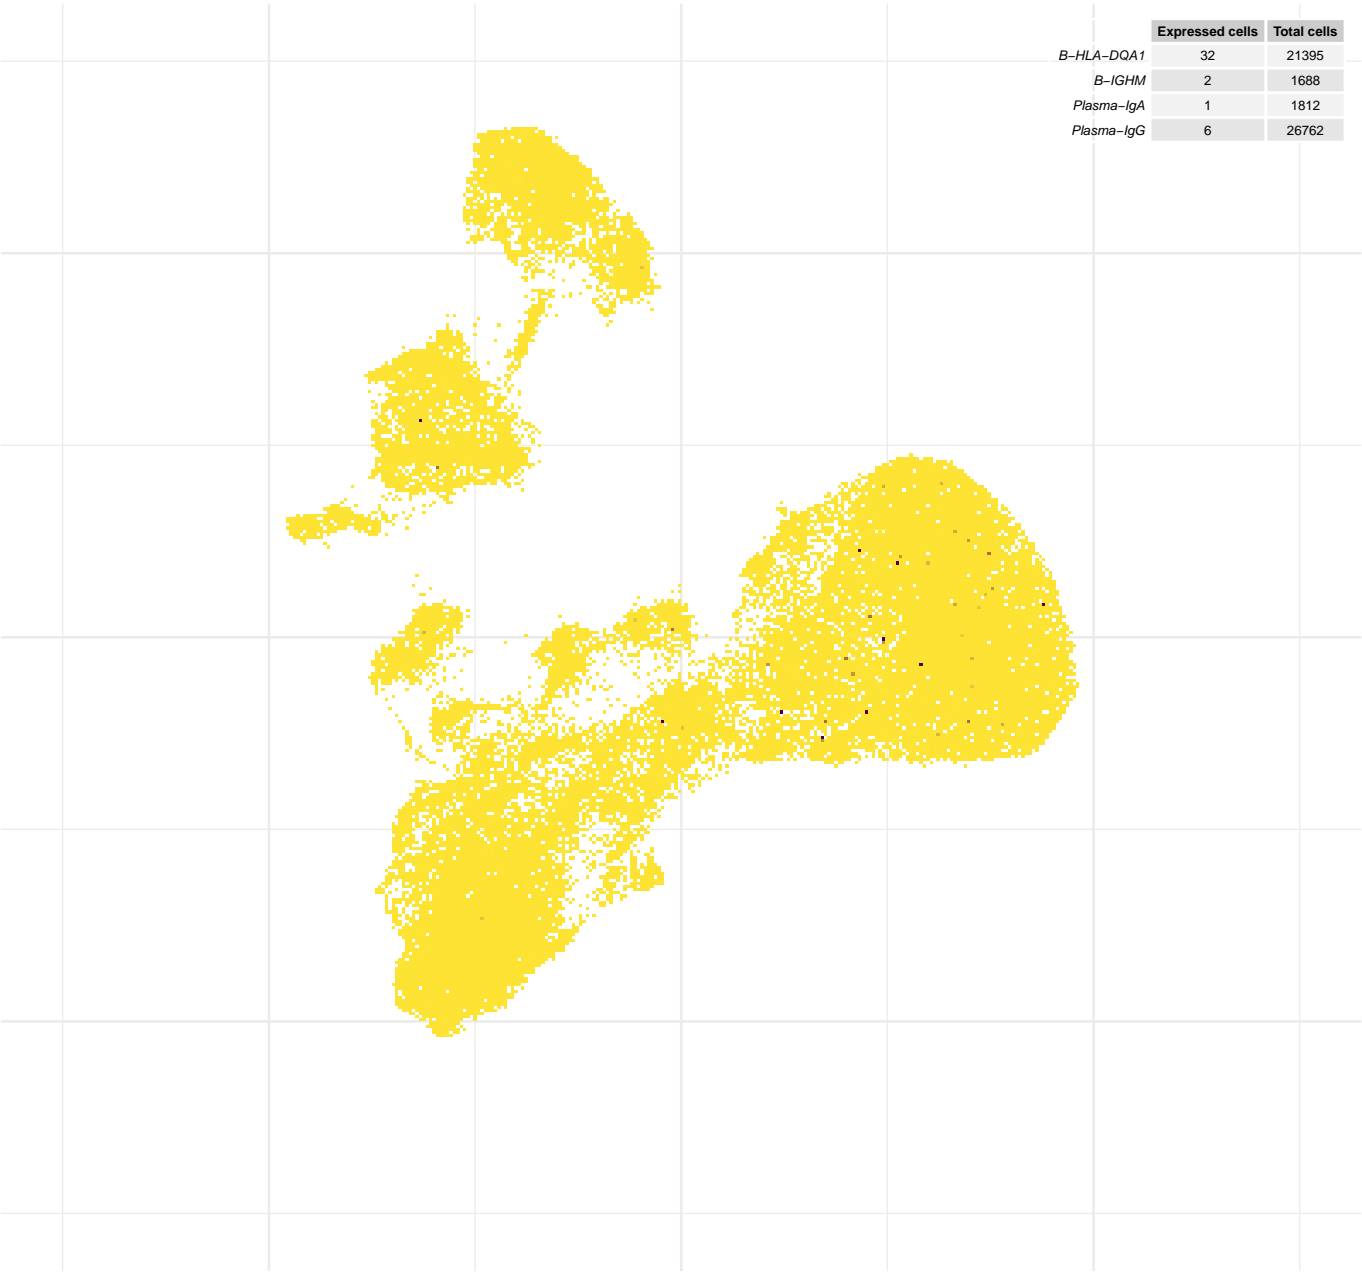 Expressed cells Total cells
B−HLA−DQA1 32 21395
B−IGHM 2 1688
Plasma−IgA 1 1812
Plasma−IgG 6 26762